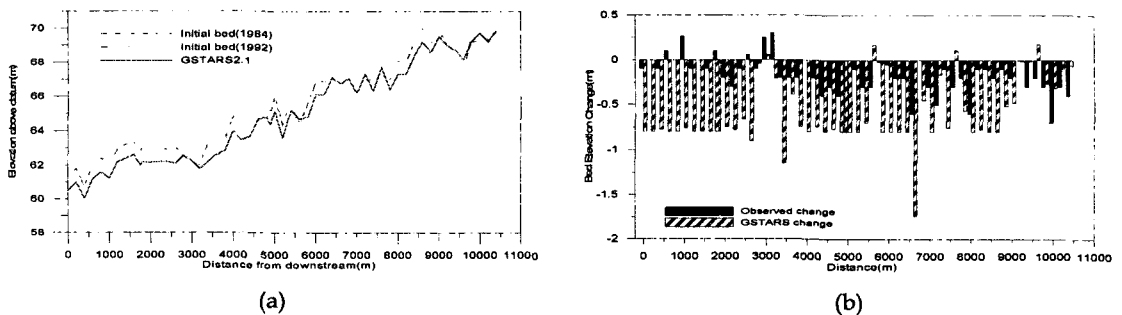 70
68
66
64
62
60
58
Elevation above datum(m)
Initial bed(1984)
Initial bed(1992)
GSTARS2.1
0 1000 2000 3000 4000 5000 6000 7000 8000 9000 10000 11000
Distance from downstream(m)
(a)
0.5
0
-0.5
-1
-1.5
-2
Bed Elevation Change(m)
Observed change
GSTARS change
0 1000 2000 3000 4000 5000 6000 7000 8000 9000 10000 11000
Distance(m)
(b)